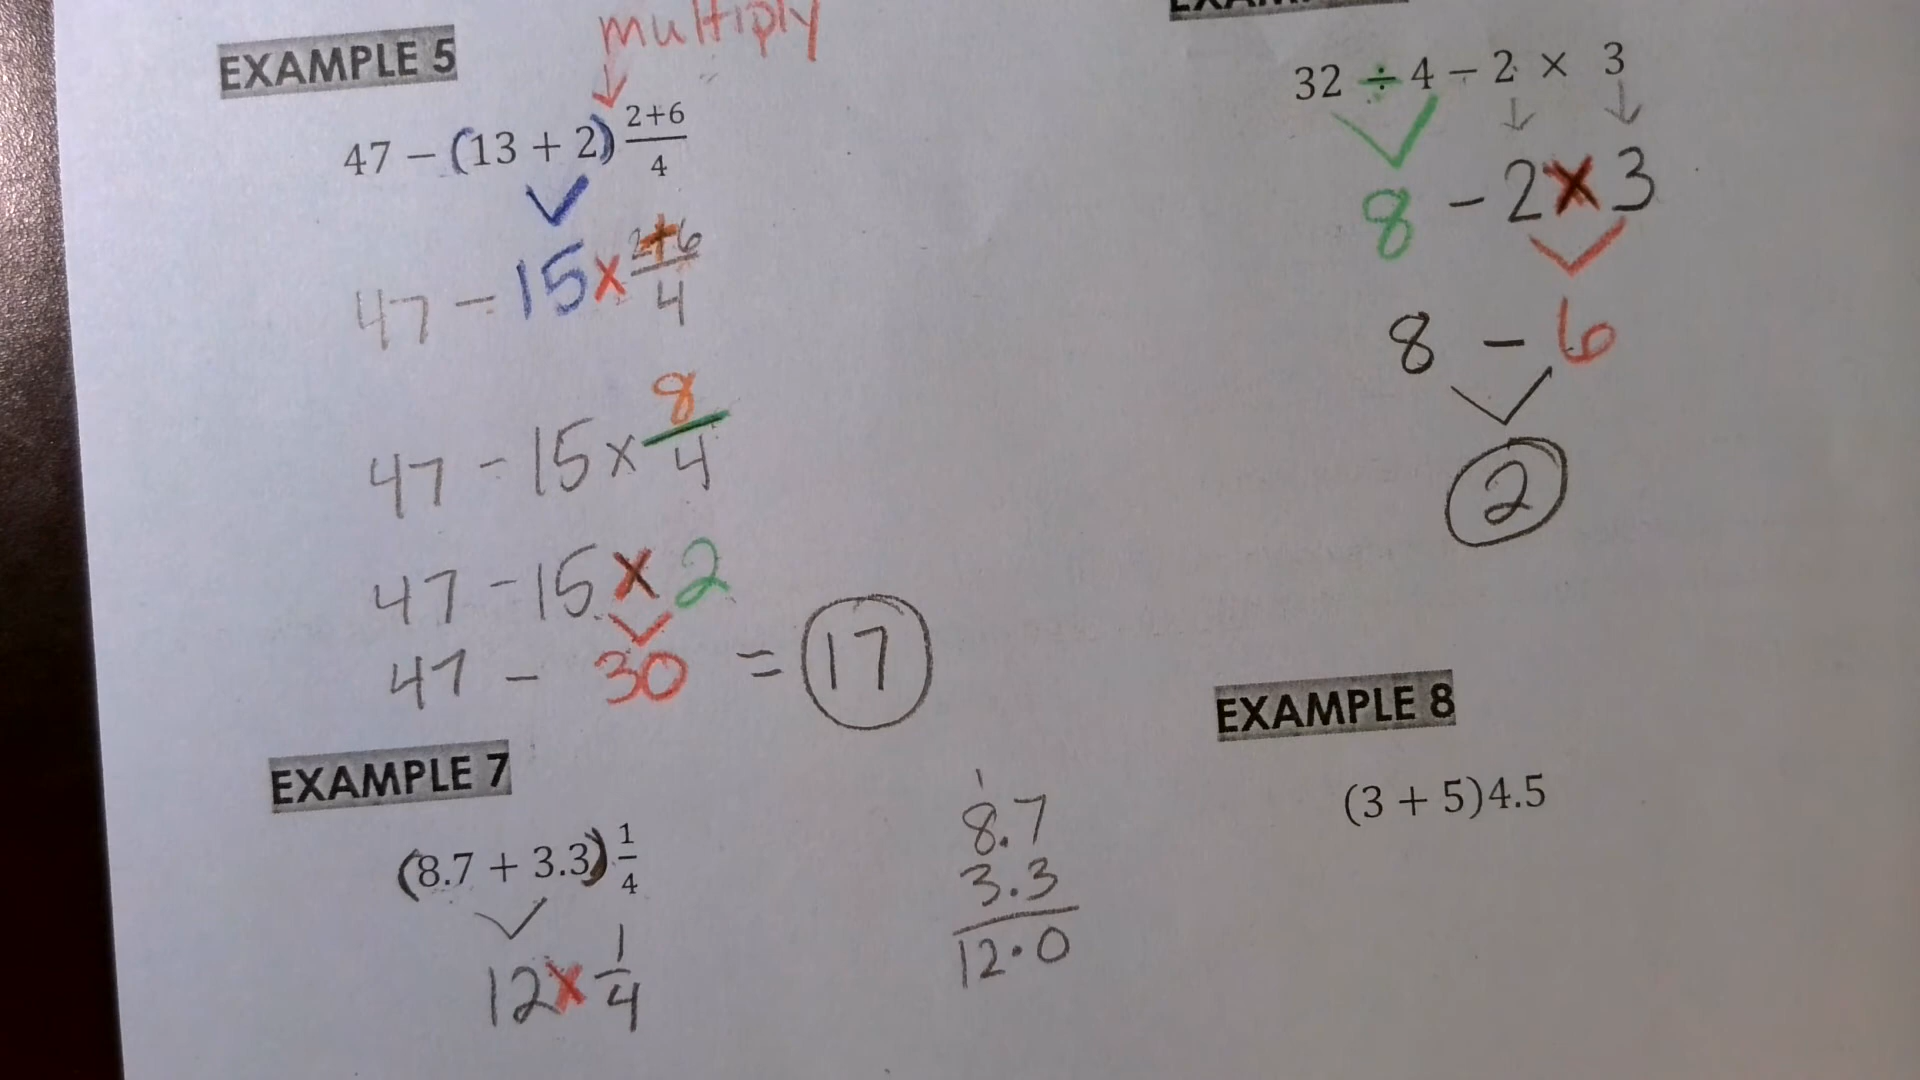 multiply
EXAMPLE 5
47 − (13 + 2) 2+6/4
47 − 15 x 2+6/4
47 − 15 x 8/4
47 − 15 x 2
47 − 30 = 17
32 ÷ 4 − 2 × 3
8 − 2 x 3
8 − 6
2
EXAMPLE 7
(8.7 + 3.3) 1/4
12 x 1/4
1
8.7
3.3
12.0
EXAMPLE 8
(3 + 5)4.5